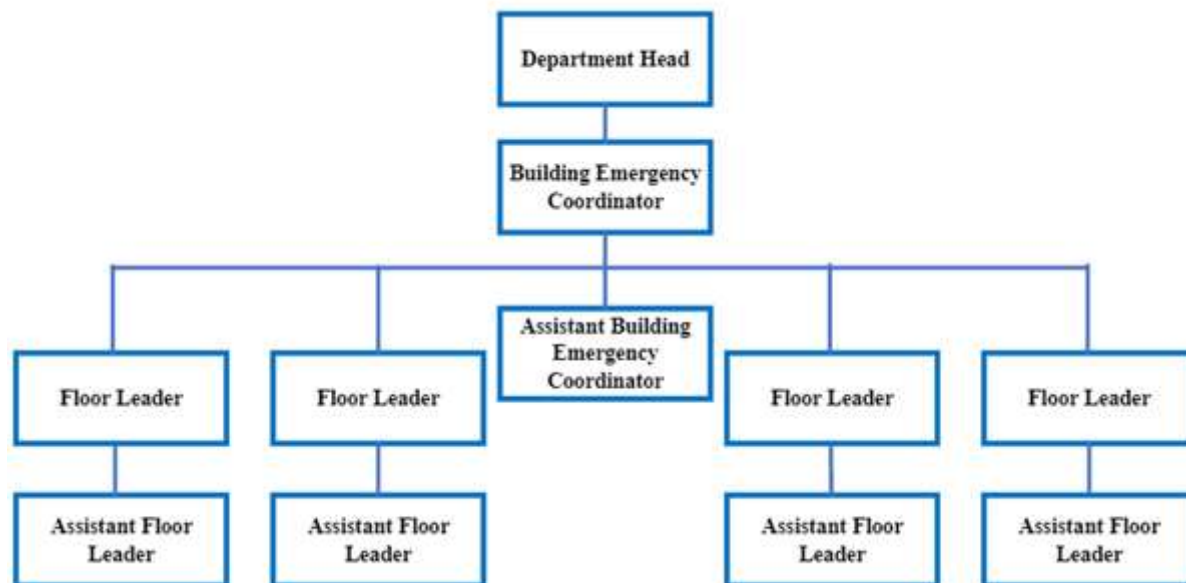 Department Head
Building Emergency
Coordinator
Assistant Building
Emergency
Coordinator
Floor Leader
Floor Leader
Floor Leader
Floor Leader
Assistant Floor
Leader
Assistant Floor
Leader
Assistant Floor
Leader
Assistant Floor
Leader